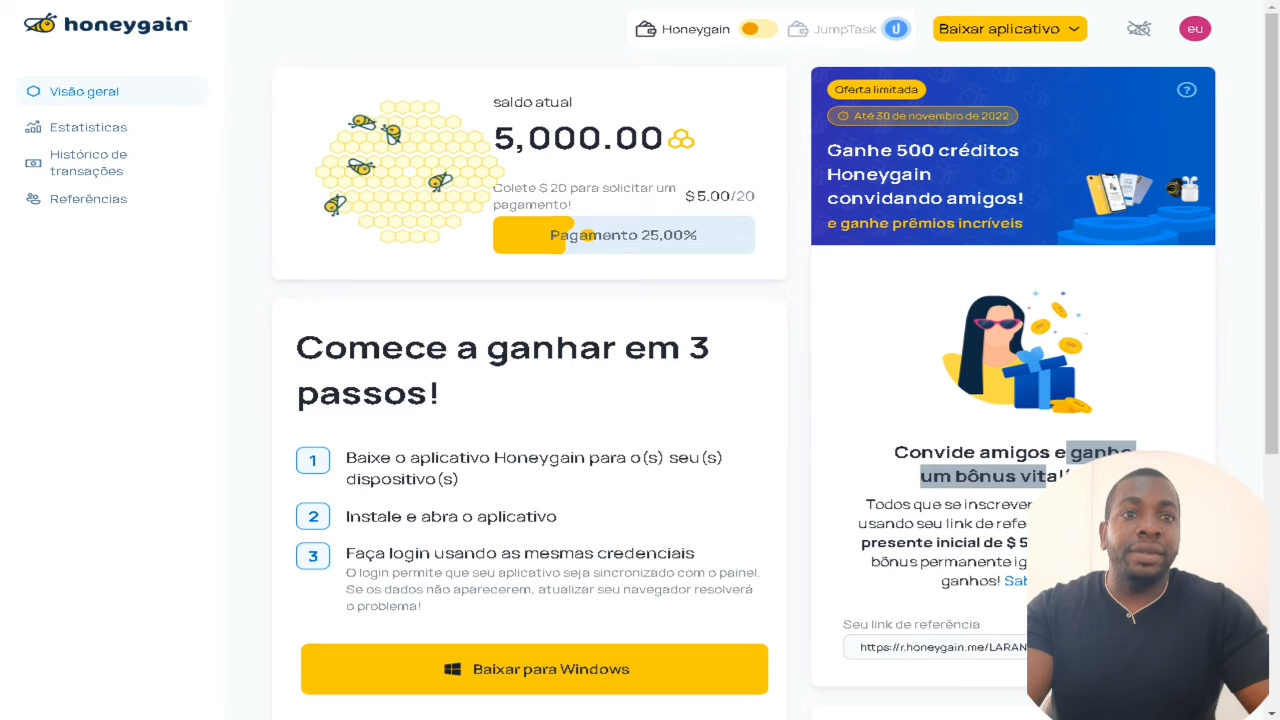 honeygain
Honeygain
JumpTask
Baixar aplicativo
eu
Visão geral
Estatisticas
Histórico de
transações
Referências
saldo atual
5,000.00
Colete $ 20 para solicitar um
pagamento!
$5.00/20
Pagamento 25,00%
Comece a ganhar em 3
passos!
1
Baixe o aplicativo Honeygain para o(s) seu(s)
dispositivo(s)
2
Instale e abra o aplicativo
3
Faça login usando as mesmas credenciais
O login permite que seu aplicativo seja sincronizado com o painel.
Se os dados não aparecerem, atualizar seu navegador resolverá
o problema!
Baixar para Windows
Oferta limitada
Até 30 de novembro de 2022
Ganhe 500 créditos
Honeygain
convidando amigos!
e ganhe prêmios incríveis
Convide amigos e ganhe
um bônus vital
Todos que se inscrever
usando seu link de refe
presente inicial de $ 5
bônus permanente ig
ganhos! Sab
Seu link de referência
https://r.honeygain.me/LARAN